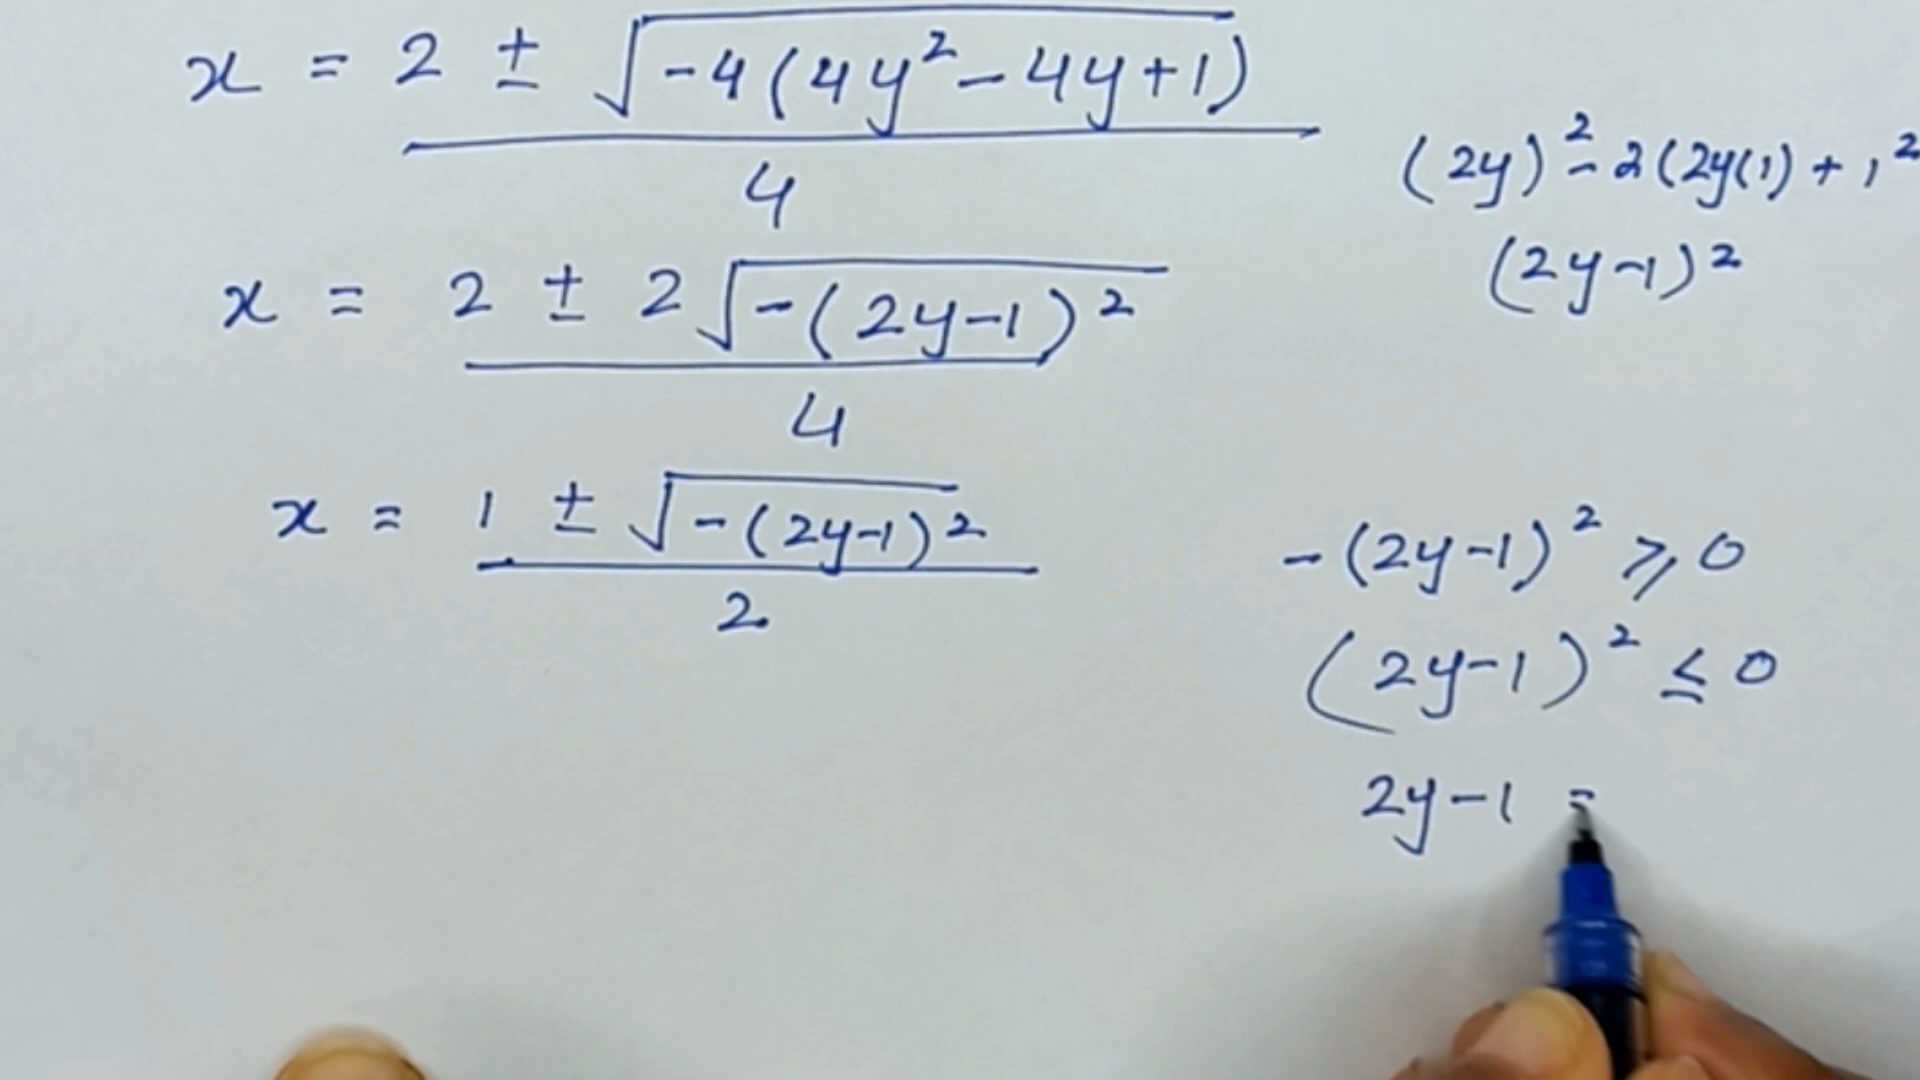 x = 2 ± √-4(4y²-4y+1)
4
(2y)²-2(2y(1)+1²
(2y-1)²
x = 2 ± 2√-(2y-1)²
4
x = 1 ± √-(2y-1)²
2
-(2y-1)² ≥ 0
(2y-1)² ≤ 0
2y-1 =